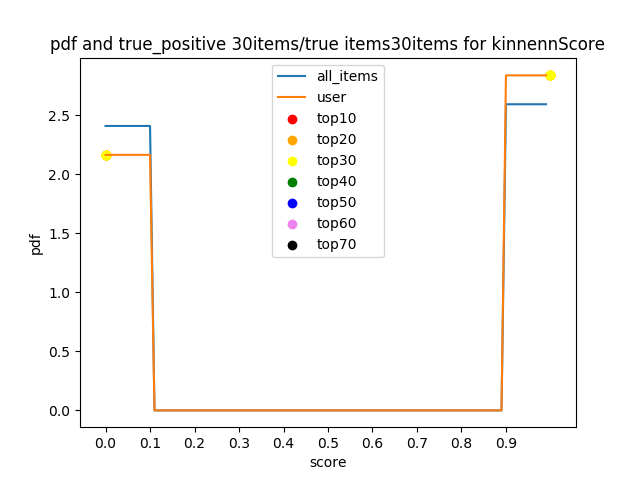 pdf and true_positive 30items/true items30items for kinnennScore
all_items
user
top10
top20
top30
top40
top50
top60
top70
pdf
2.5
2.0
1.5
1.0
0.5
0.0
0.0 0.1 0.2 0.3 0.4 0.5 0.6 0.7 0.8 0.9
score